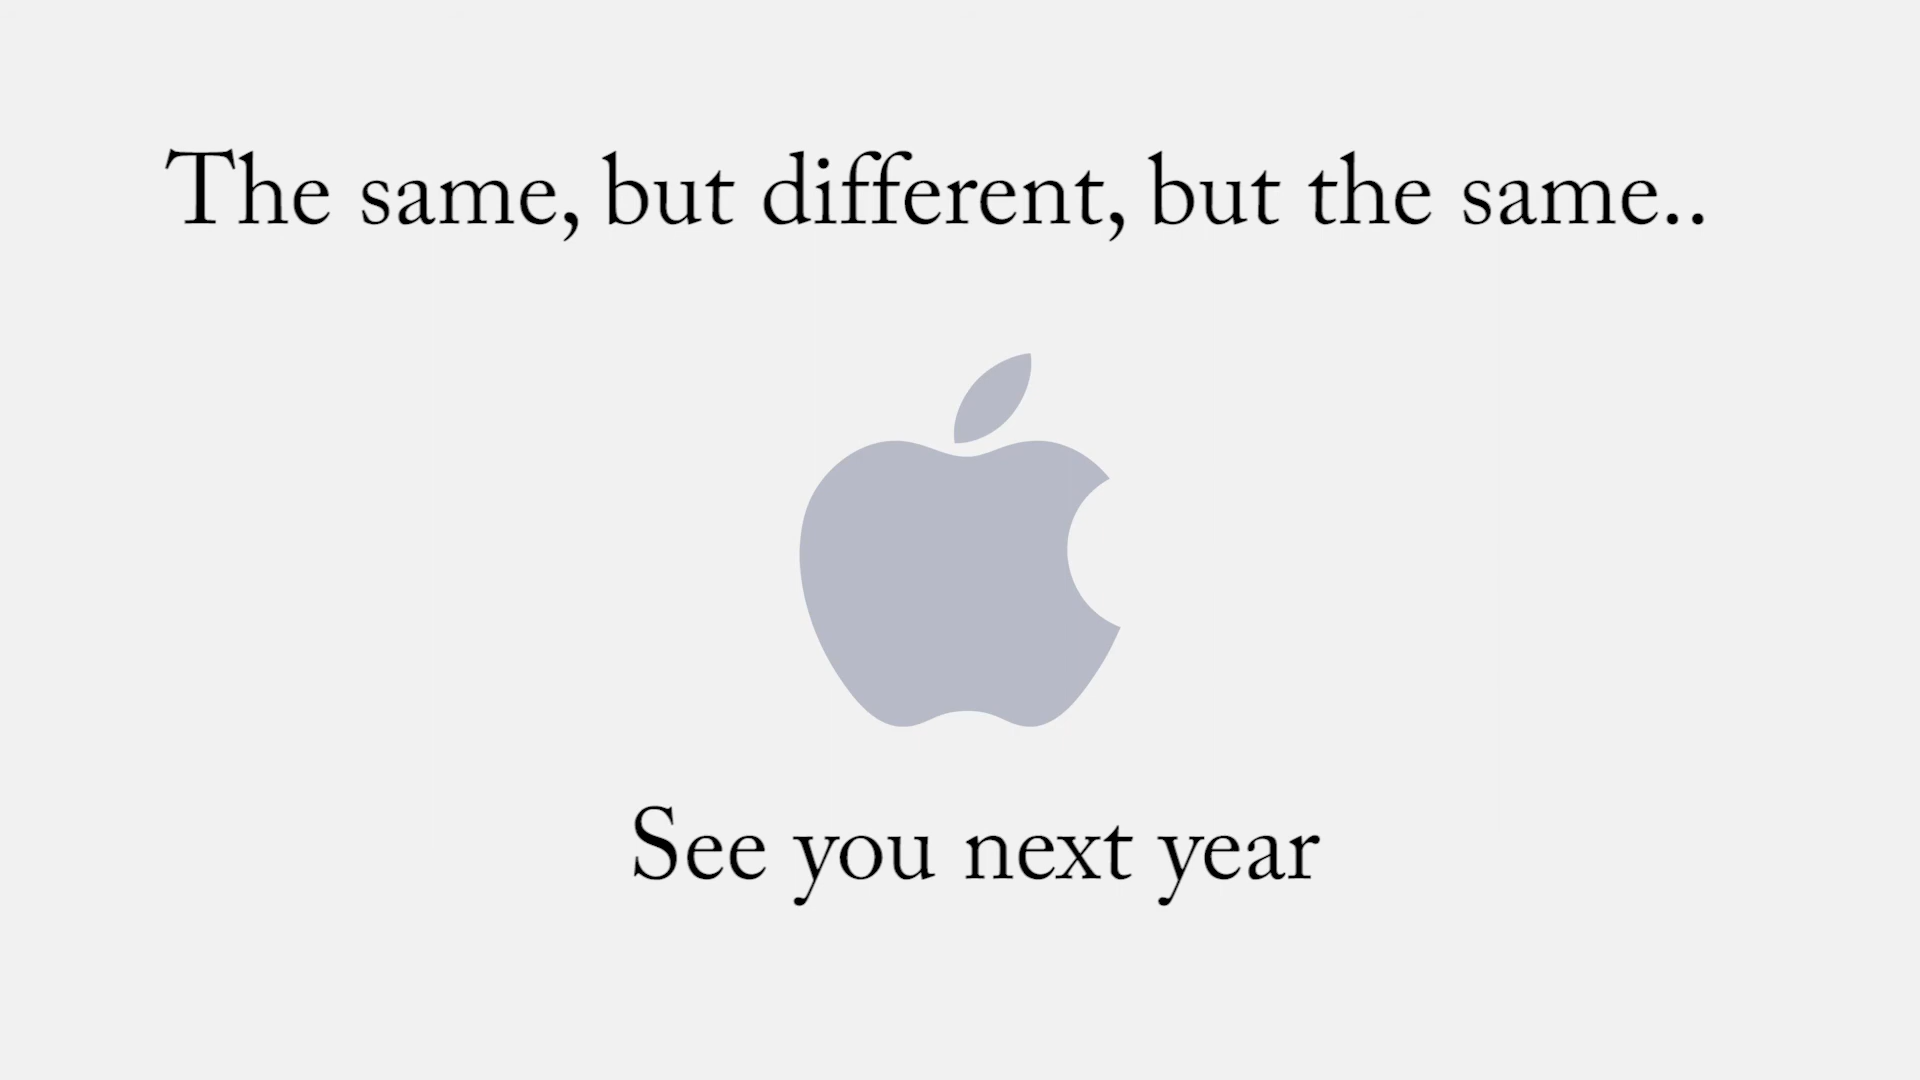 The same, but different, but the same..
See you next year